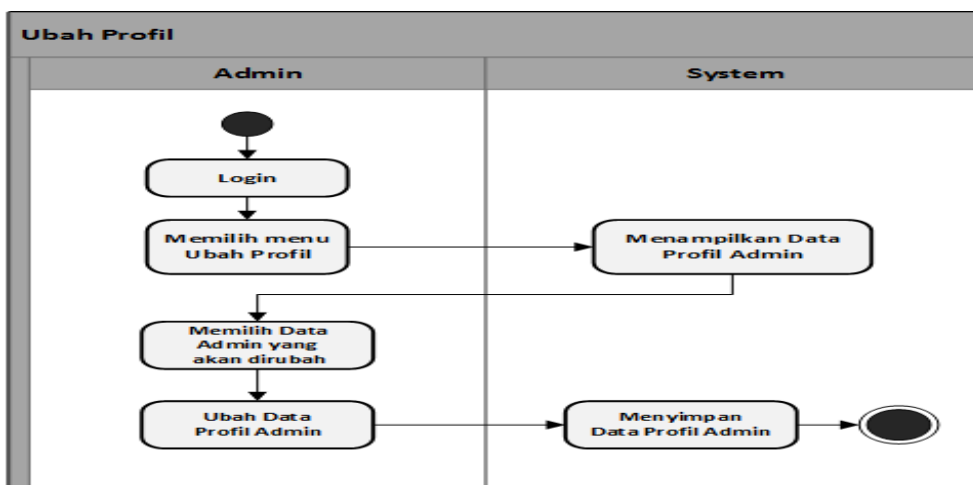 Ubah Profil
Admin
System
Login
Memilih menu
Ubah Profil
Menampilkan Data
Profil Admin
Memilih Data
Admin yang
akan dirubah
Ubah Data
Profil Admin
Menyimpan
Data Profil Admin